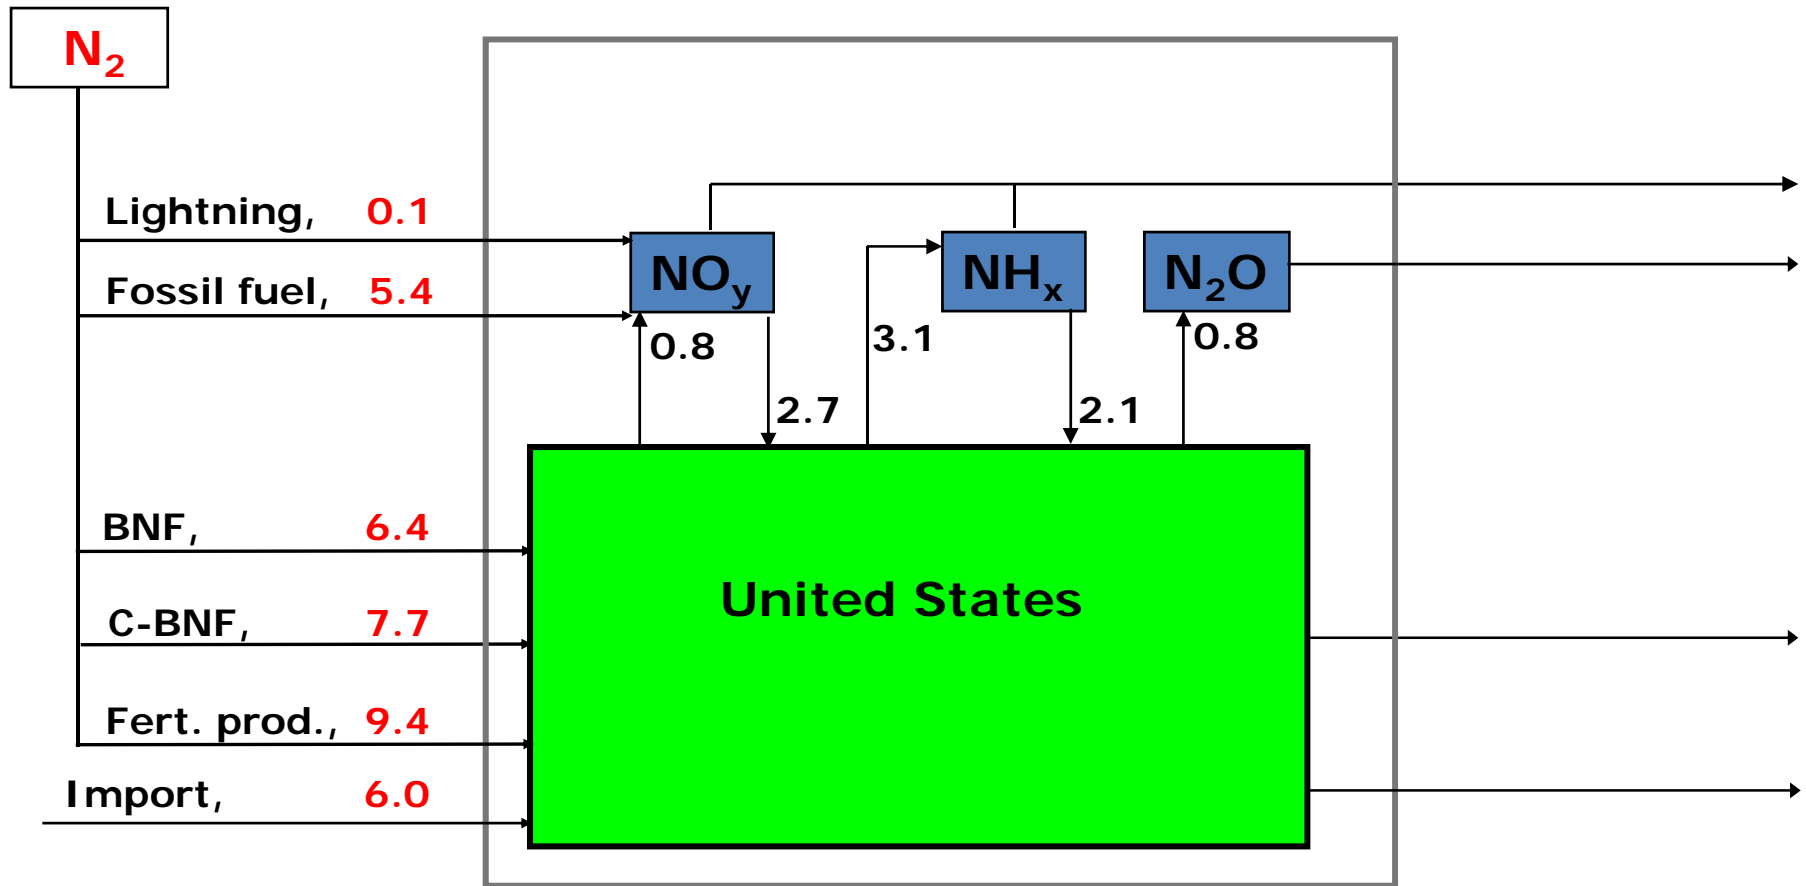 N₂
Lightning, 0.1
Fossil fuel, 5.4
NOy NHₓ N₂O
0.8 3.1 0.8
2.7 2.1
BNF, 6.4
United States
C-BNF, 7.7
Fert. prod., 9.4
Import, 6.0